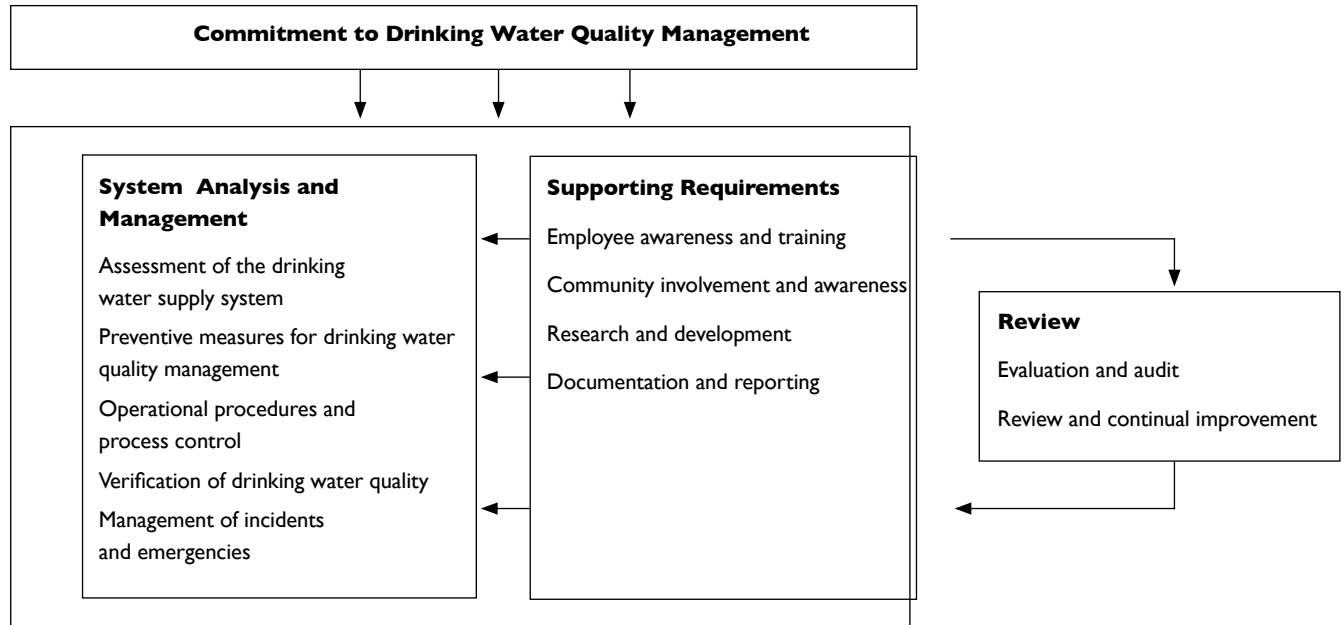 Commitment to Drinking Water Quality Management
System Analysis and
Management
Assessment of the drinking
water supply system
Preventive measures for drinking water
quality management
Operational procedures and
process control
Verification of drinking water quality
Management of incidents
and emergencies
Supporting Requirements
Employee awareness and training
Community involvement and awareness
Research and development
Documentation and reporting
Review
Evaluation and audit
Review and continual improvement